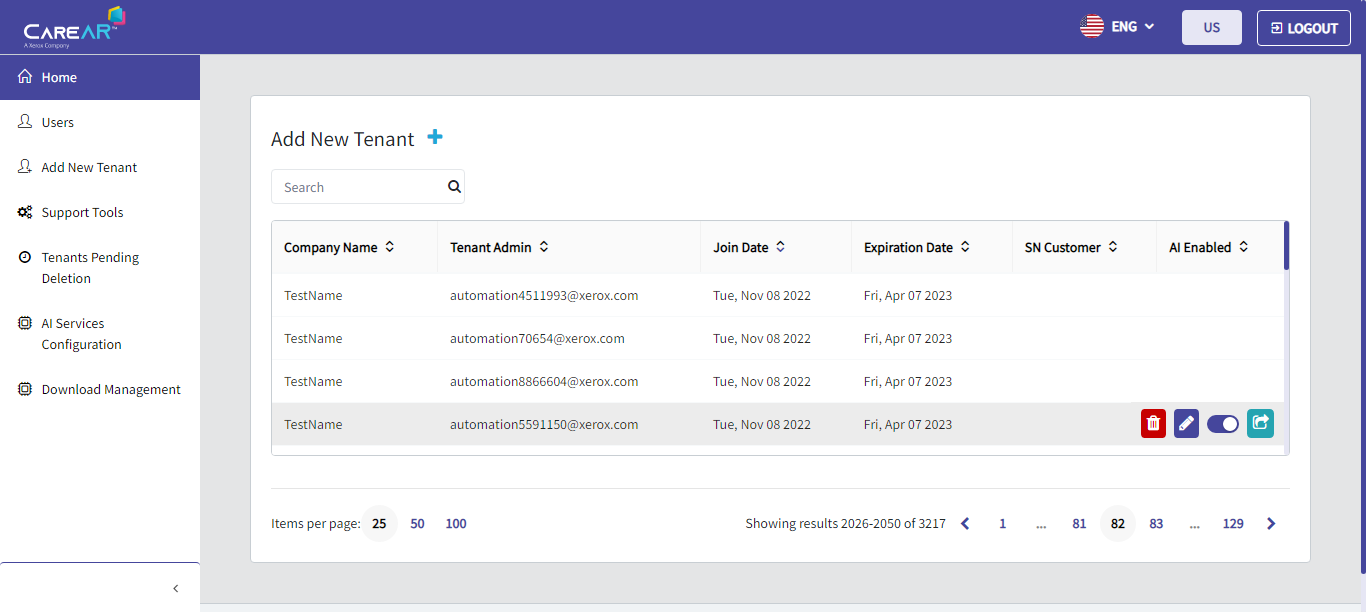 CAREAR™
A Xerox Company
ENG
US
LOGOUT
Home
Users
Add New Tenant
Support Tools
Tenants Pending
Deletion
AI Services
Configuration
Download Management
Add New Tenant
Search
Company Name Tenant Admin Join Date Expiration Date SN Customer AI Enabled
TestName automation4511993@xerox.com Tue, Nov 08 2022 Fri, Apr 07 2023
TestName automation70654@xerox.com Tue, Nov 08 2022 Fri, Apr 07 2023
TestName automation8866604@xerox.com Tue, Nov 08 2022 Fri, Apr 07 2023
TestName automation5591150@xerox.com Tue, Nov 08 2022 Fri, Apr 07 2023
Items per page: 25 50 100
Showing results 2026-2050 of 3217 1 ... 81 82 83 ... 129